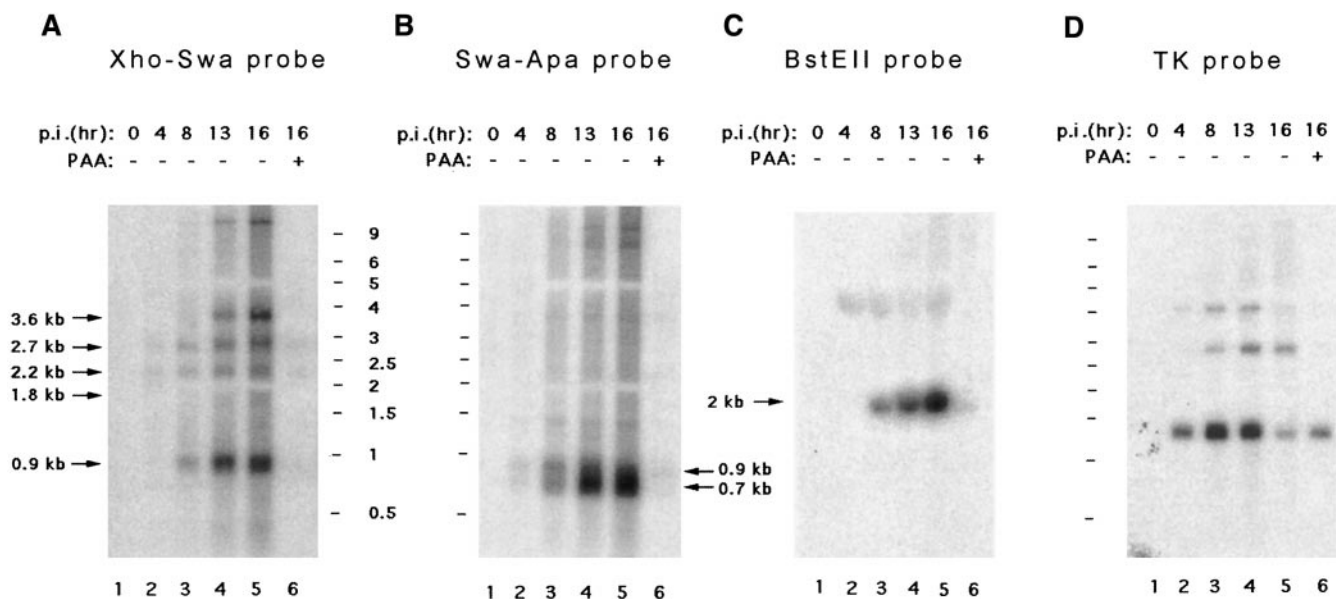 A
Xho-Swa probe
p.i.(hr): 0 4 8 13 16 16
PAA: - - - - - +
3.6 kb
2.7 kb
2.2 kb
1.8 kb
0.9 kb
1 2 3 4 5 6
- 9
- 6
- 5
- 4
- 3
- 2.5
- 2
- 1.5
- 1
- 0.5
B
Swa-Apa probe
p.i.(hr): 0 4 8 13 16 16
PAA: - - - - - +
0.9 kb
0.7 kb
1 2 3 4 5 6
C
BstEII probe
p.i.(hr): 0 4 8 13 16 16
PAA: - - - - - +
2 kb
1 2 3 4 5 6
D
TK probe
p.i.(hr): 0 4 8 13 16 16
PAA: - - - - - +
1 2 3 4 5 6